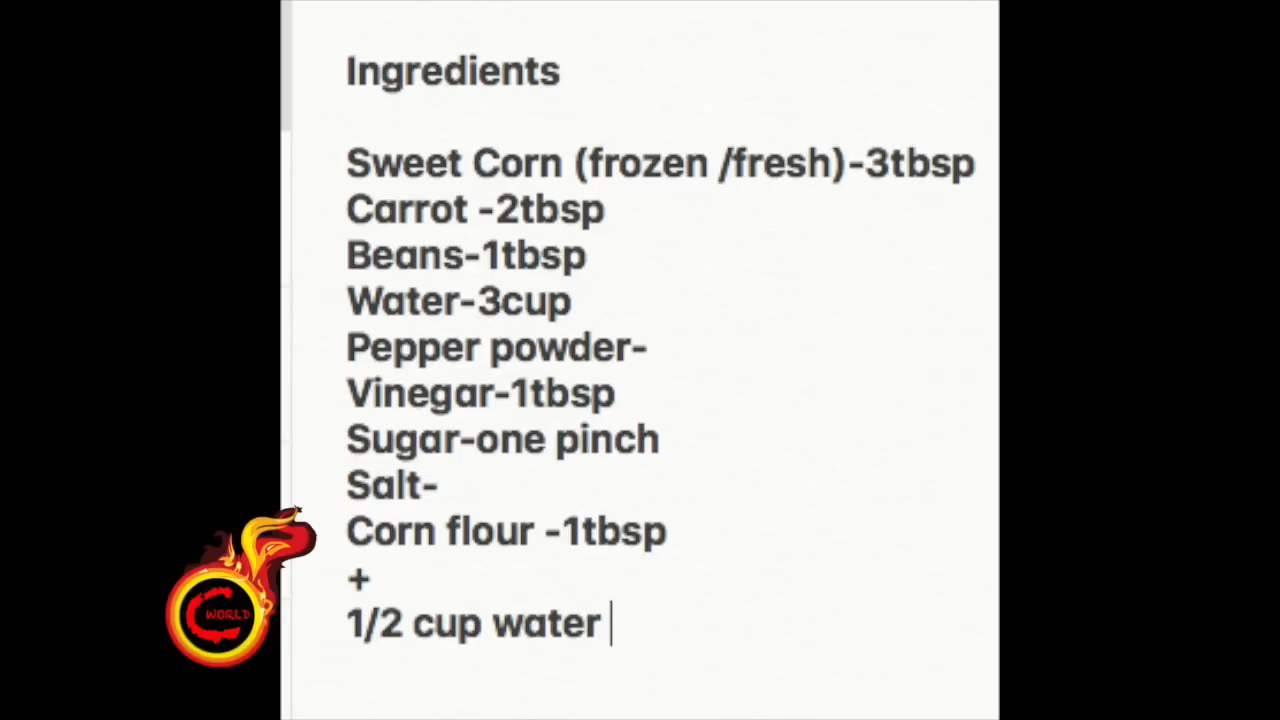 Ingredients
Sweet Corn (frozen /fresh)-3tbsp
Carrot -2tbsp
Beans-1tbsp
Water-3cup
Pepper powder-
Vinegar-1tbsp
Sugar-one pinch
Salt-
Corn flour -1tbsp
+
1/2 cup water
C WORLD